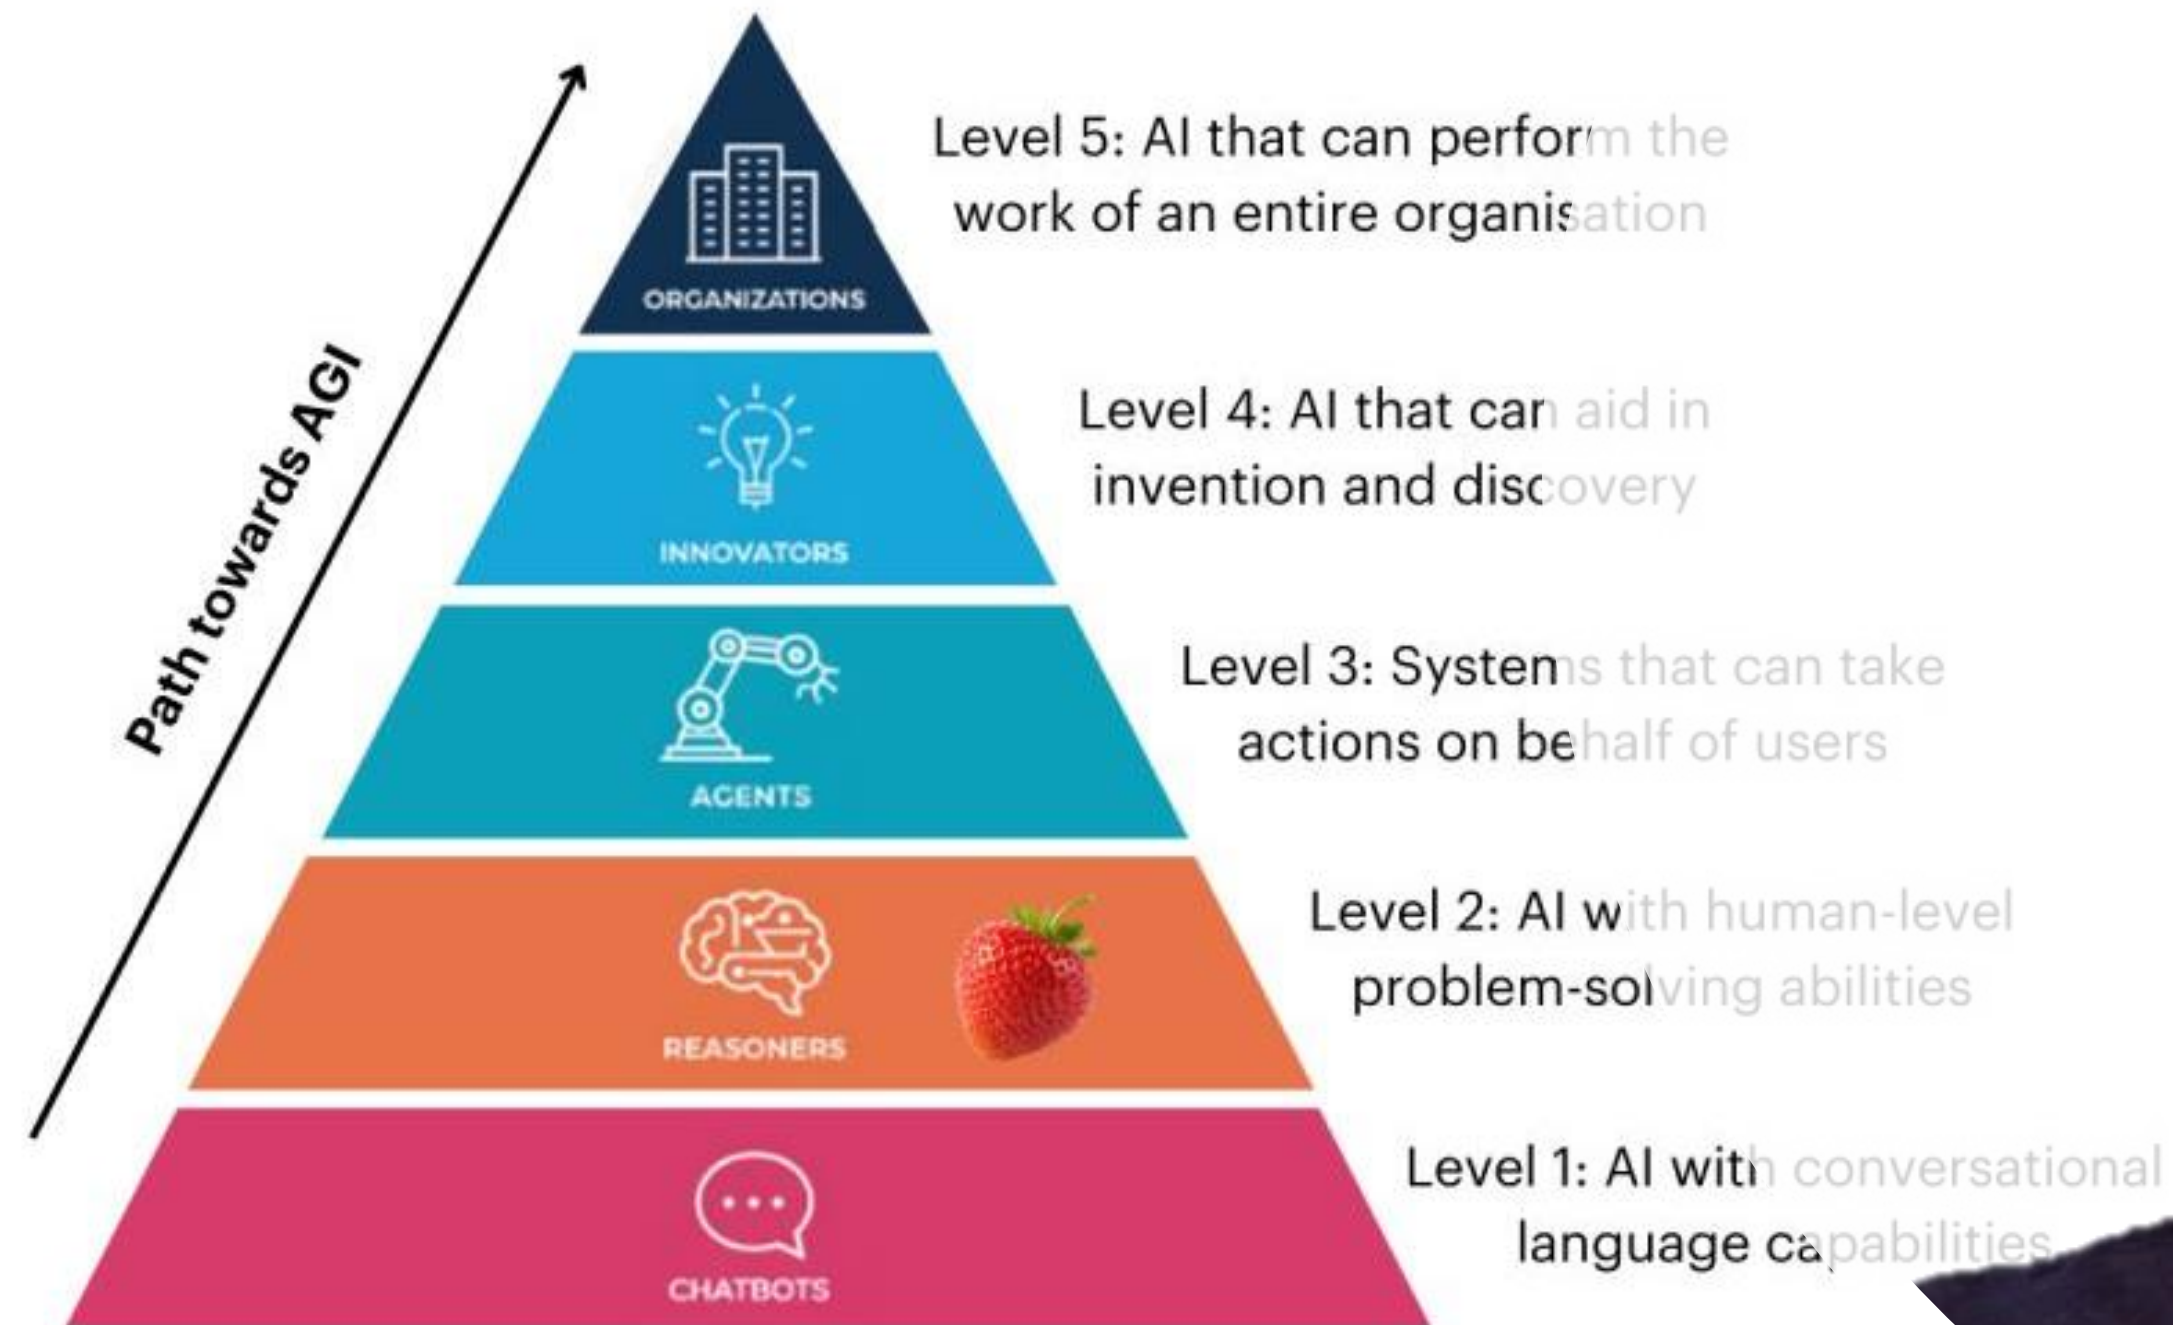 Path towards AGI
ORGANIZATIONS
Level 5: AI that can perform the
work of an entire organisation
INNOVATORS
Level 4: AI that can aid in
invention and discovery
AGENTS
Level 3: Systems that can take
actions on behalf of users
REASONERS
Level 2: AI with human-level
problem-solving abilities
CHATBOTS
Level 1: AI with conversational
language capabilities